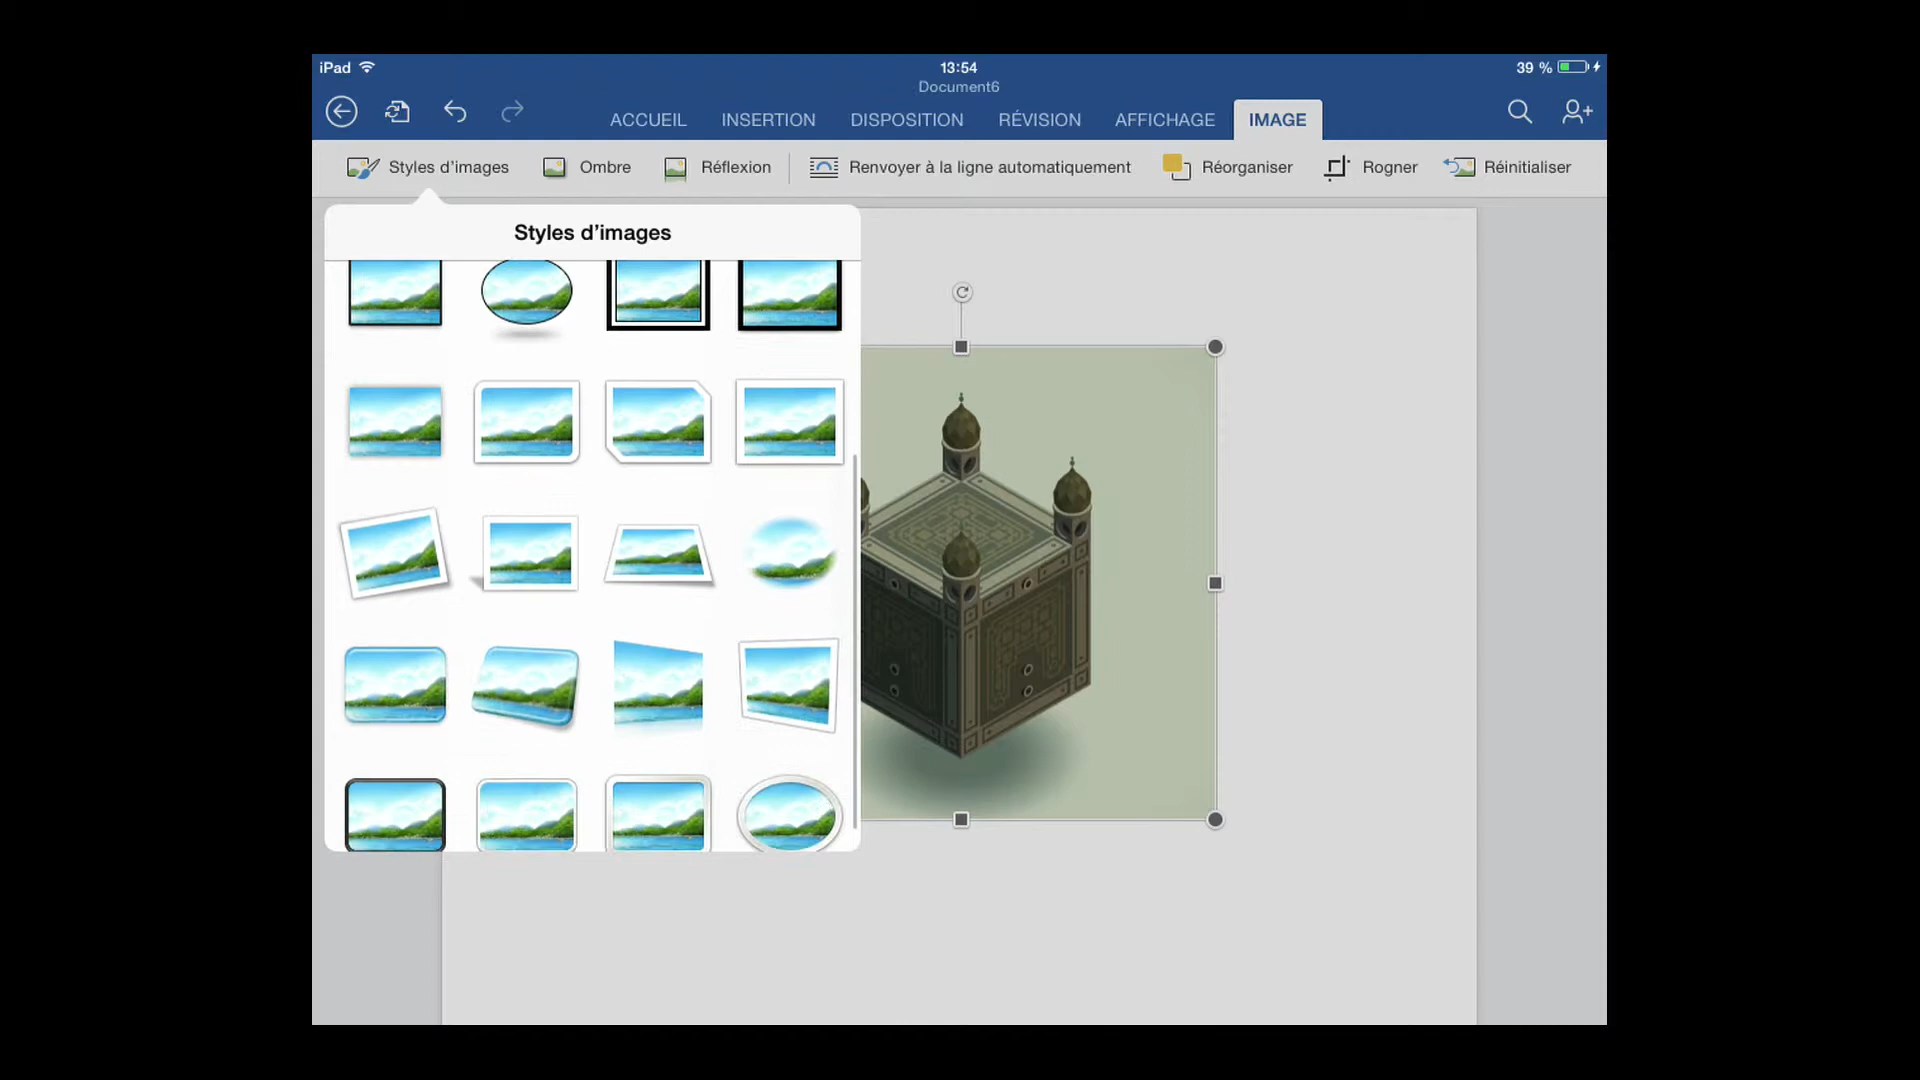 iPad
13:54
39 %
Document6
ACCUEIL
INSERTION
DISPOSITION
RÉVISION
AFFICHAGE
IMAGE
Styles d’images
Ombre
Réflexion
Renvoyer à la ligne automatiquement
Réorganiser
Rogner
Réinitialiser
Styles d’images